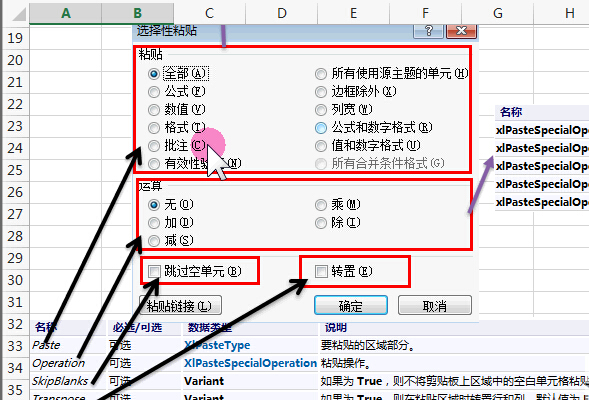 A B C D E F G H
选择性粘贴 ?
19
20
21
22
23
24
25
26
27
28
29
30
31
32
33
34
35
粘贴
全部(A) 所有使用源主题的单元(H)
公式(F) 边框除外(X)
数值(V) 列宽(W)
格式(T) 公式和数字格式(R)
批注(C) 值和数字格式(U)
有效性验 (N) 所有合并条件格式(G)
运算
无(O) 乘(M)
加(D) 除(I)
减(S)
跳过空单元(B) 转置(E)
粘贴链接(L) 确定 取消
名称
xlPasteSpecialOpe
xlPasteSpecialOpe
xlPasteSpecialOpe
xlPasteSpecialOpe
xlPasteSpecialOpe
名称 必选/可选 数据类型 说明
Paste 可选 XlPasteType 要粘贴的区域部分。
Operation 可选 XlPasteSpecialOperation 粘贴操作。
SkipBlanks 可选 Variant 如果为 True，则不将剪贴板上区域中的空白单元格粘贴
Transpose 可选 Variant 如果为 True，则在粘贴区域时转置行和列。默认值为 F